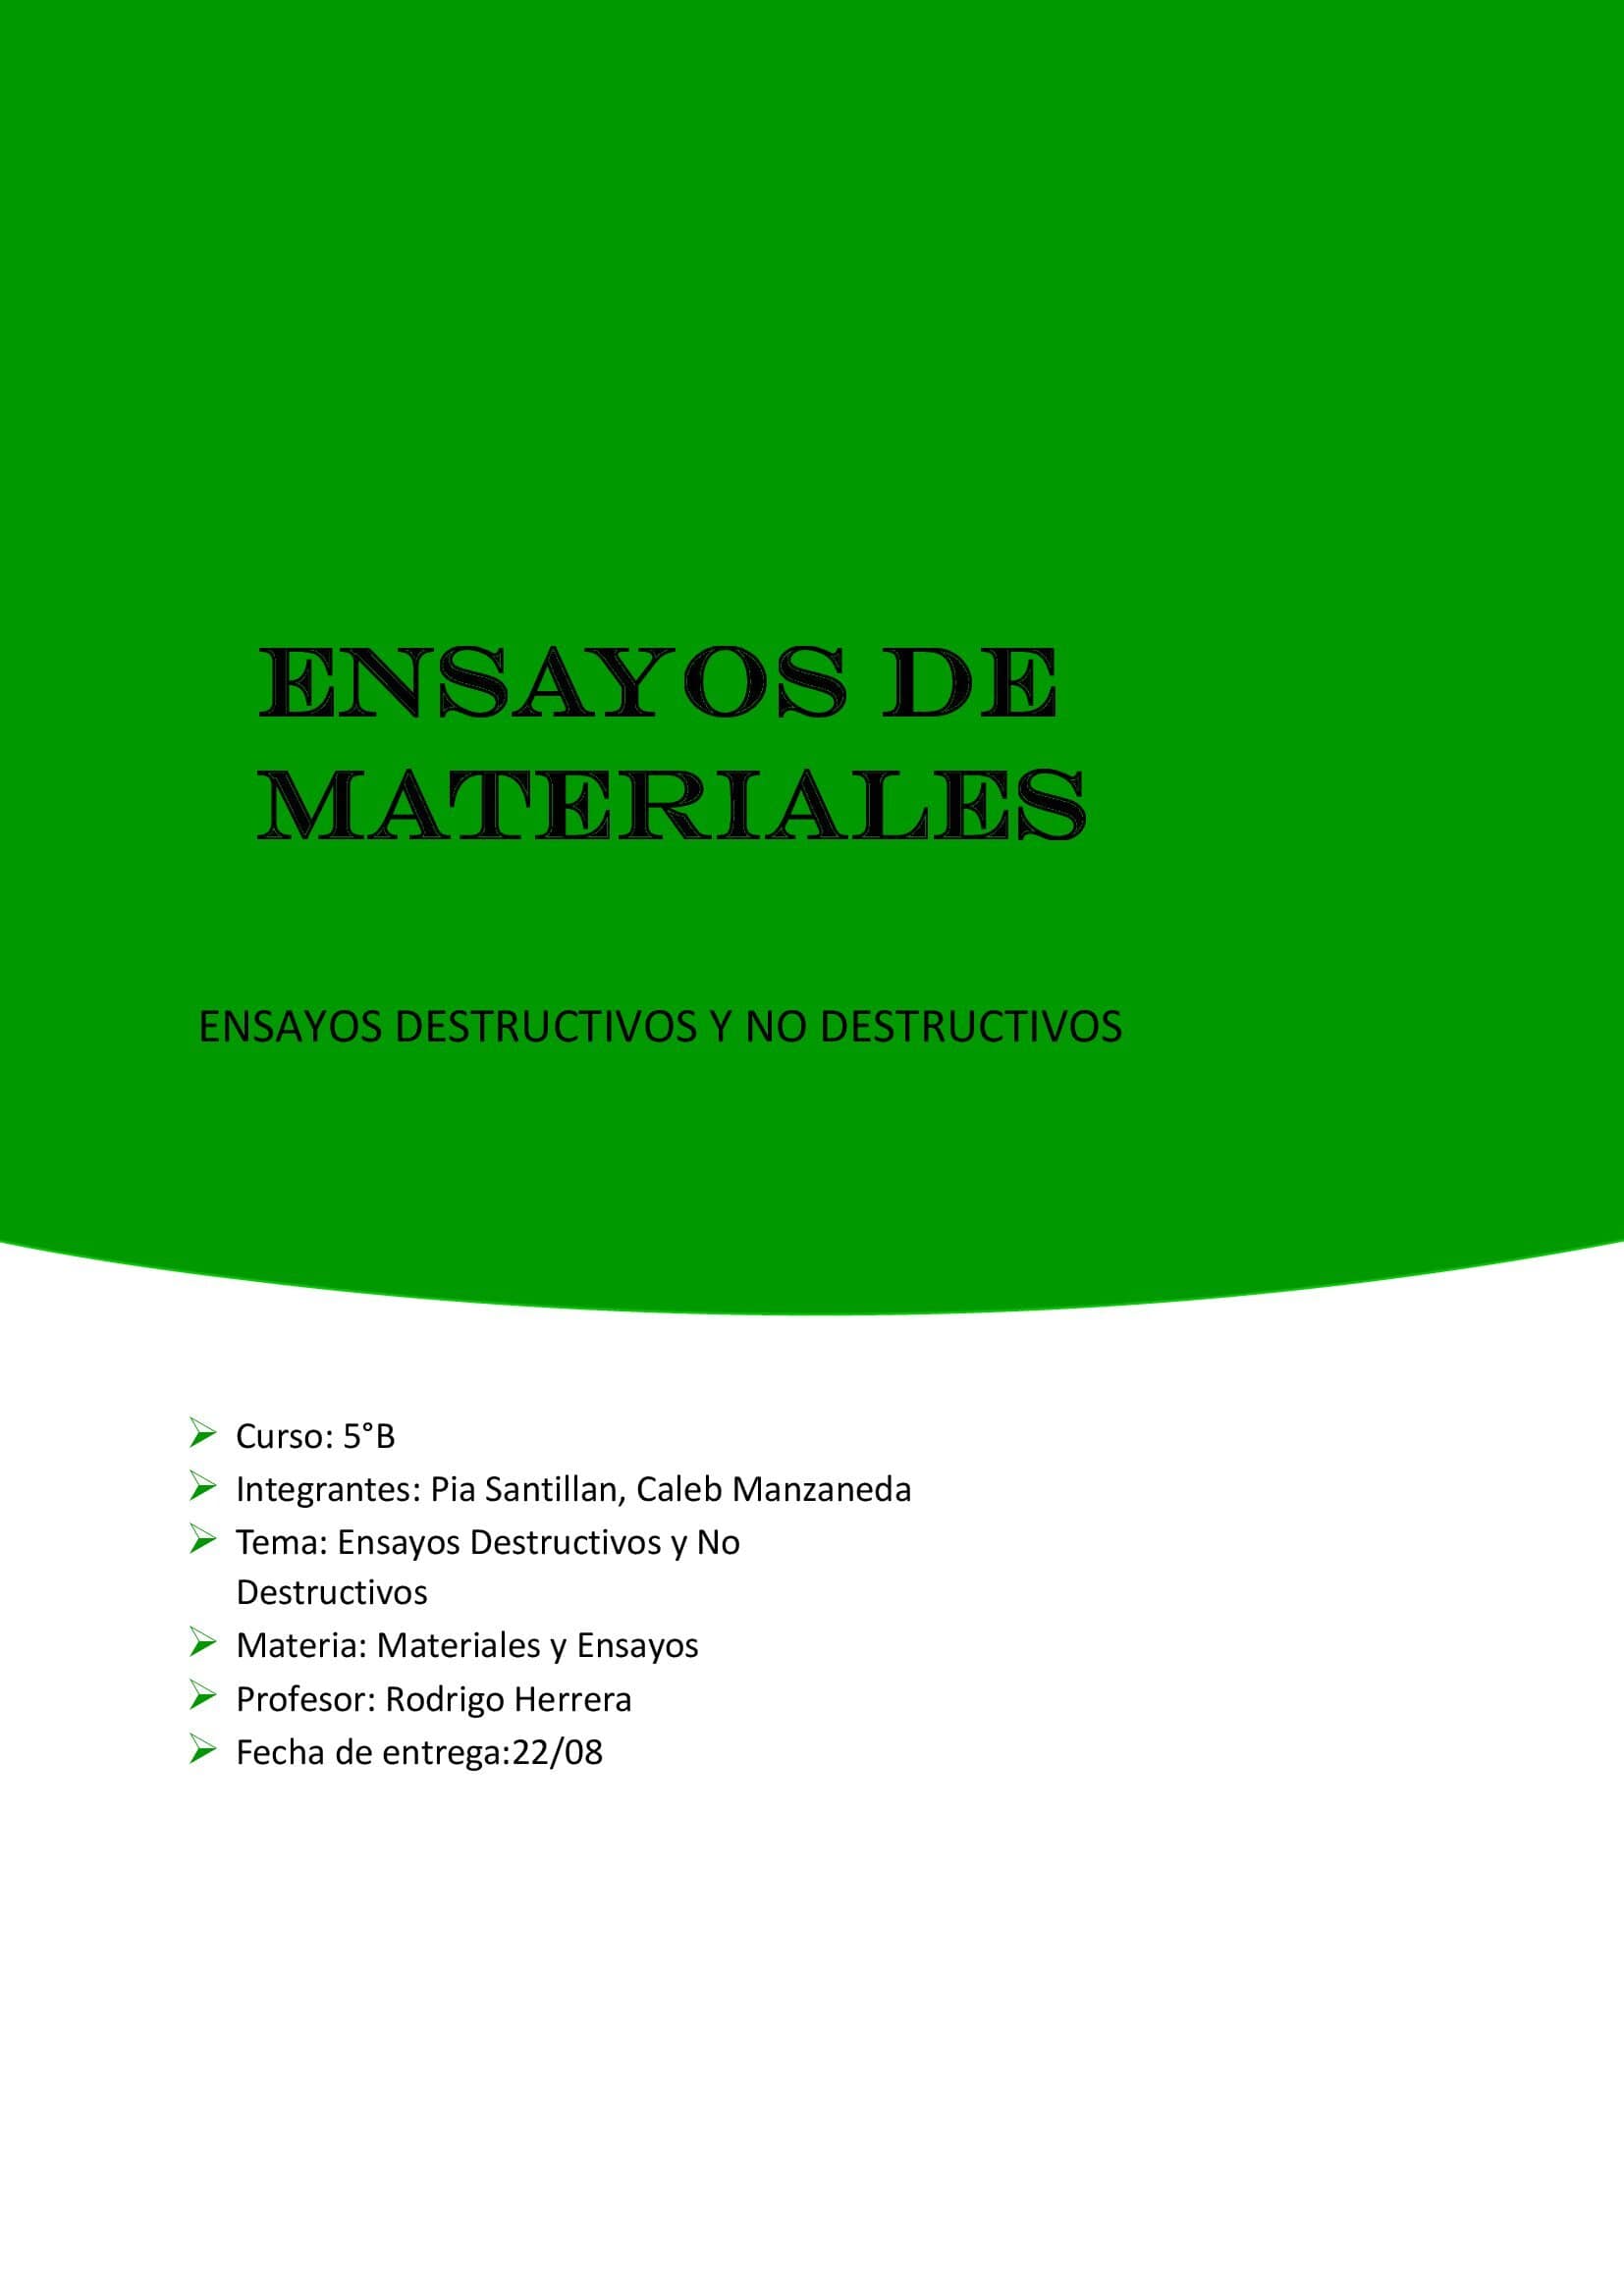 ENSAYOS DE
MATERIALES
ENSAYOS DESTRUCTIVOS Y NO DESTRUCTIVOS
Curso: 5°B
Integrantes: Pia Santillan, Caleb Manzaneda
Tema: Ensayos Destructivos y No
Destructivos
Materia: Materiales y Ensayos
Profesor: Rodrigo Herrera
Fecha de entrega:22/08